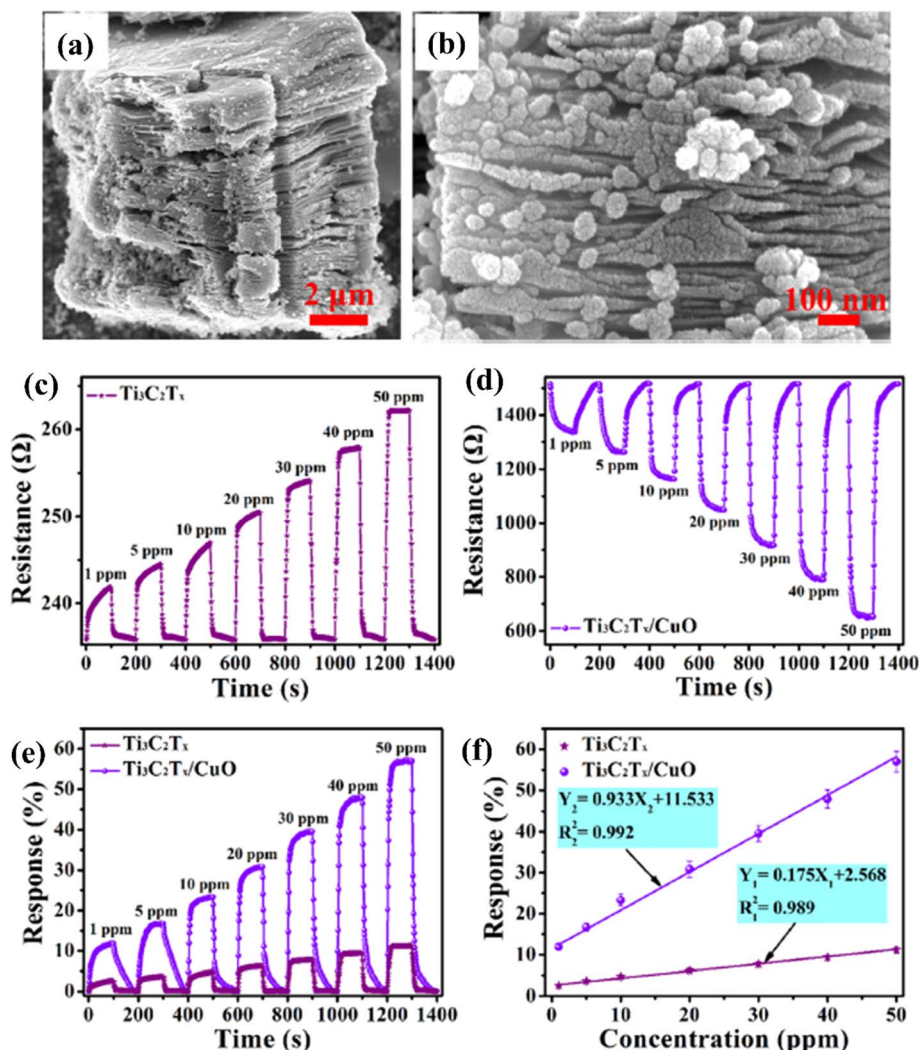 (a)
2 μm
(b)
100 nm
(c)
Ti₃C₂Tₓ
1 ppm
5 ppm
10 ppm
20 ppm
30 ppm
40 ppm
50 ppm
260
250
240
Resistance (Ω)
0 200 400 600 800 1000 1200 1400
Time (s)
(d)
1 ppm
5 ppm
10 ppm
20 ppm
30 ppm
40 ppm
50 ppm
Ti₃C₂Tₓ/CuO
1400
1200
1000
800
600
Resistance (Ω)
0 200 400 600 800 1000 1200 1400
Time (s)
(e)
Ti₃C₂Tₓ
Ti₃C₂Tₓ/CuO
1 ppm
5 ppm
10 ppm
20 ppm
30 ppm
40 ppm
50 ppm
60
50
40
30
20
10
0
Response (%)
0 200 400 600 800 1000 1200 1400
Time (s)
(f)
Ti₃C₂Tₓ
Ti₃C₂Tₓ/CuO
Y₂= 0.933X₂+11.533
R₂²= 0.992
Y₁= 0.175X₁+2.568
R₁²= 0.989
60
50
40
30
20
10
0
Response (%)
0 10 20 30 40 50
Concentration (ppm)